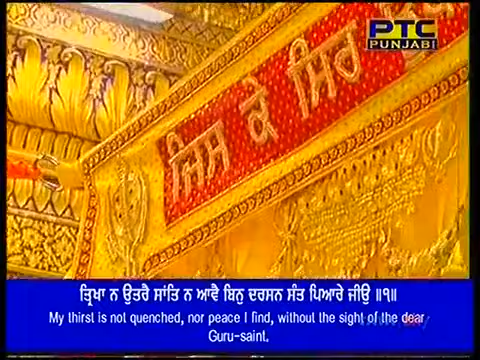 PTC
PUNJABI
ਜਿਸ ਕੇ ਸਿਰ
ਤ੍ਰਿਖਾ ਨ ਉਤਰੈ ਸਾਂਤਿ ਨ ਆਵੈ ਬਿਨੁ ਦਰਸਨ ਸੰਤ ਪਿਆਰੇ ਜੀਉ ॥੧॥
My thirst is not quenched, nor peace I find, without the sight of the dear
Guru-saint.